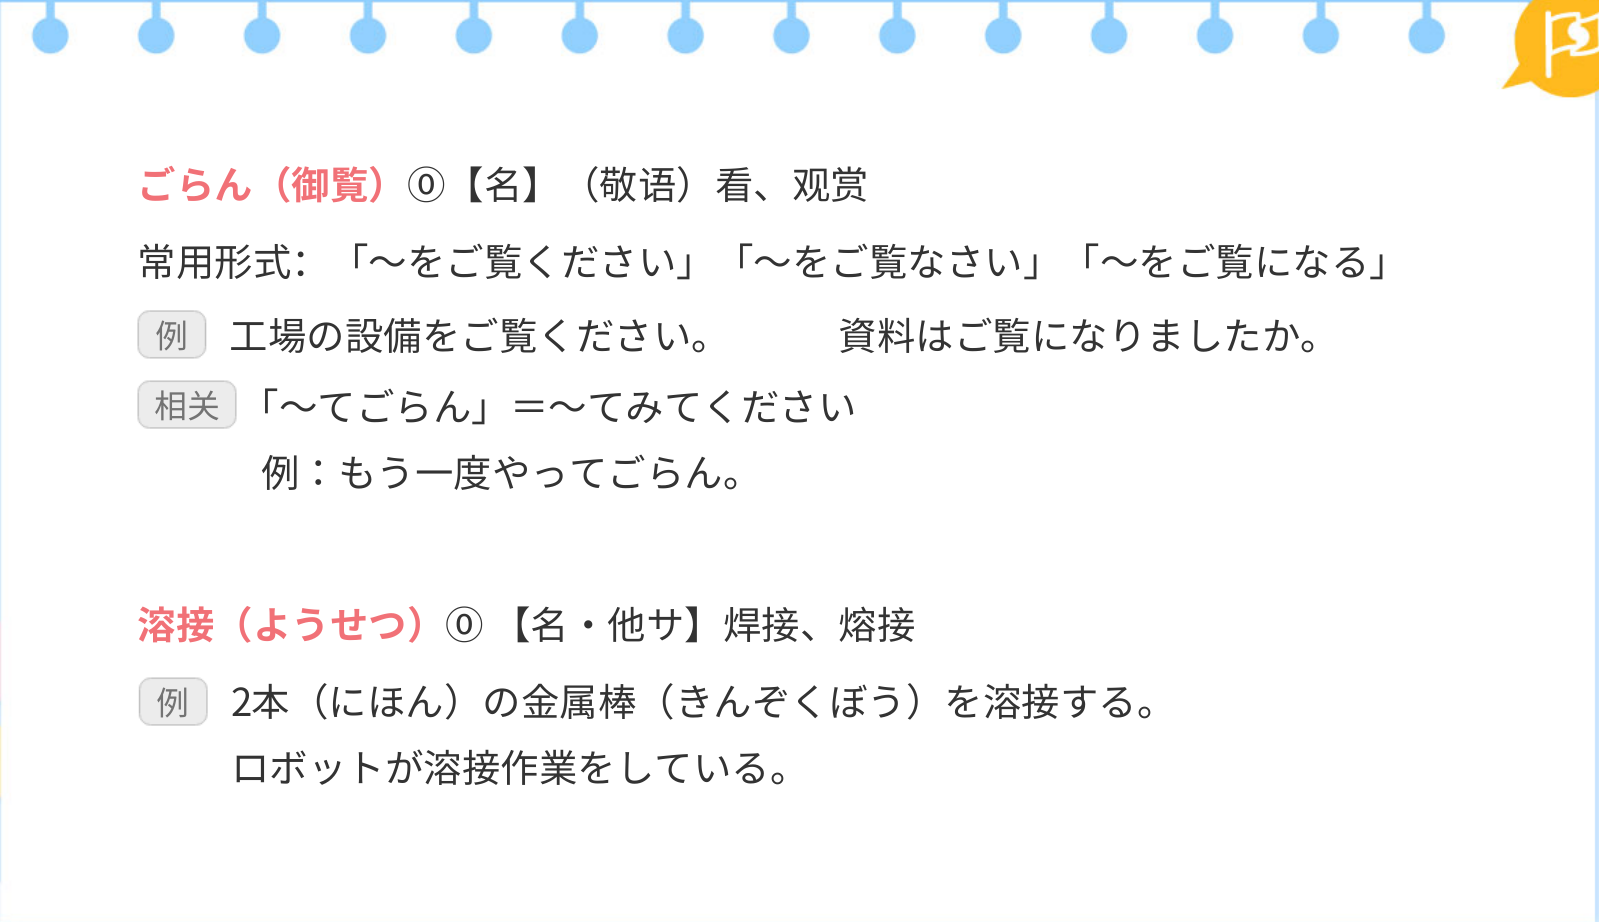 ごらん（御覧）⓪【名】（敬语）看、观赏
常用形式：「～をご覧ください」「～をご覧なさい」「～をご覧になる」
例 工場の設備をご覧ください。 資料はご覧になりましたか。
相关 「～てごらん」＝～てみてください
例：もう一度やってごらん。
溶接（ようせつ）⓪【名・他サ】焊接、熔接
例 2本（にほん）の金属棒（きんぞくぼう）を溶接する。
ロボットが溶接作業をしている。